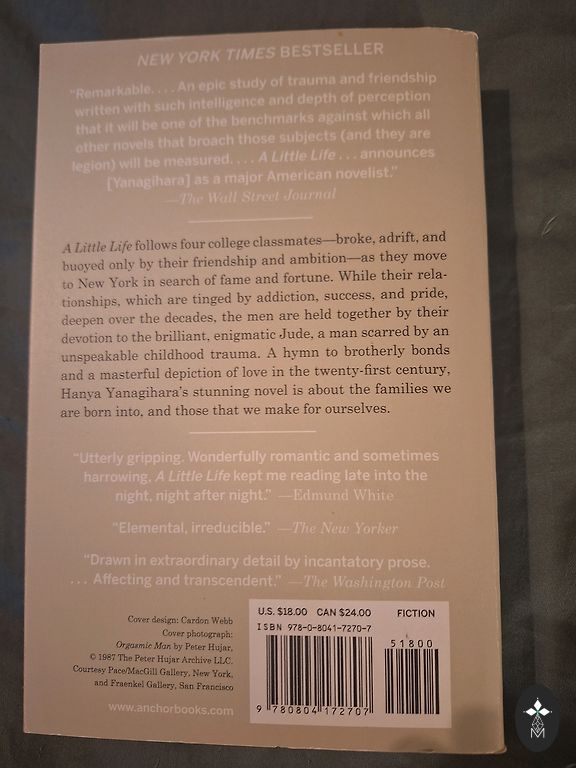 NEW YORK TIMES BESTSELLER
“Remarkable. . . . An epic study of trauma and friendship
written with such intelligence and depth of perception
that it will be one of the benchmarks against which all
other novels that broach those subjects (and they are
legion) will be measured. . . . A Little Life . . . announces
[Yanagihara] as a major American novelist.”
—The Wall Street Journal
A Little Life follows four college classmates—broke, adrift, and
buoyed only by their friendship and ambition—as they move
to New York in search of fame and fortune. While their rela-
tionships, which are tinged by addiction, success, and pride,
deepen over the decades, the men are held together by their
devotion to the brilliant, enigmatic Jude, a man scarred by an
unspeakable childhood trauma. A hymn to brotherly bonds
and a masterful depiction of love in the twenty-first century,
Hanya Yanagihara’s stunning novel is about the families we
are born into, and those that we make for ourselves.
“Utterly gripping. Wonderfully romantic and sometimes
harrowing, A Little Life kept me reading late into the
night, night after night.” —Edmund White
“Elemental, irreducible.” —The New Yorker
“Drawn in extraordinary detail by incantatory prose.
. . . Affecting and transcendent.” —The Washington Post
Cover design: Cardon Webb
Cover photograph:
Orgasmic Man by Peter Hujar,
© 1987 The Peter Hujar Archive LLC.
Courtesy Pace/MacGill Gallery, New York,
and Fraenkel Gallery, San Francisco
www.anchorbooks.com
U.S. $18.00 CAN $24.00 FICTION
ISBN 978-0-8041-7270-7
51800
9 780804 172707